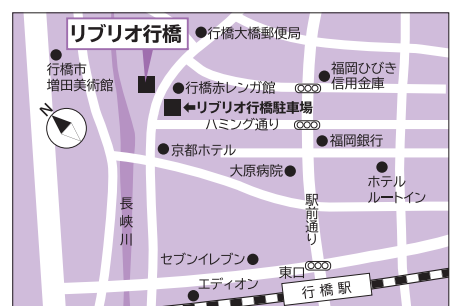 リブリオ行橋
行橋大橋郵便局
行橋市
増田美術館
福岡ひびき
信用金庫
行橋赤レンガ館
←リブリオ行橋駐車場
ハミング通り
N
福岡銀行
京都ホテル
大原病院
ホテル
ルートイン
長峡川
駅前通り
セブンイレブン
東口
エディオン
行橋駅